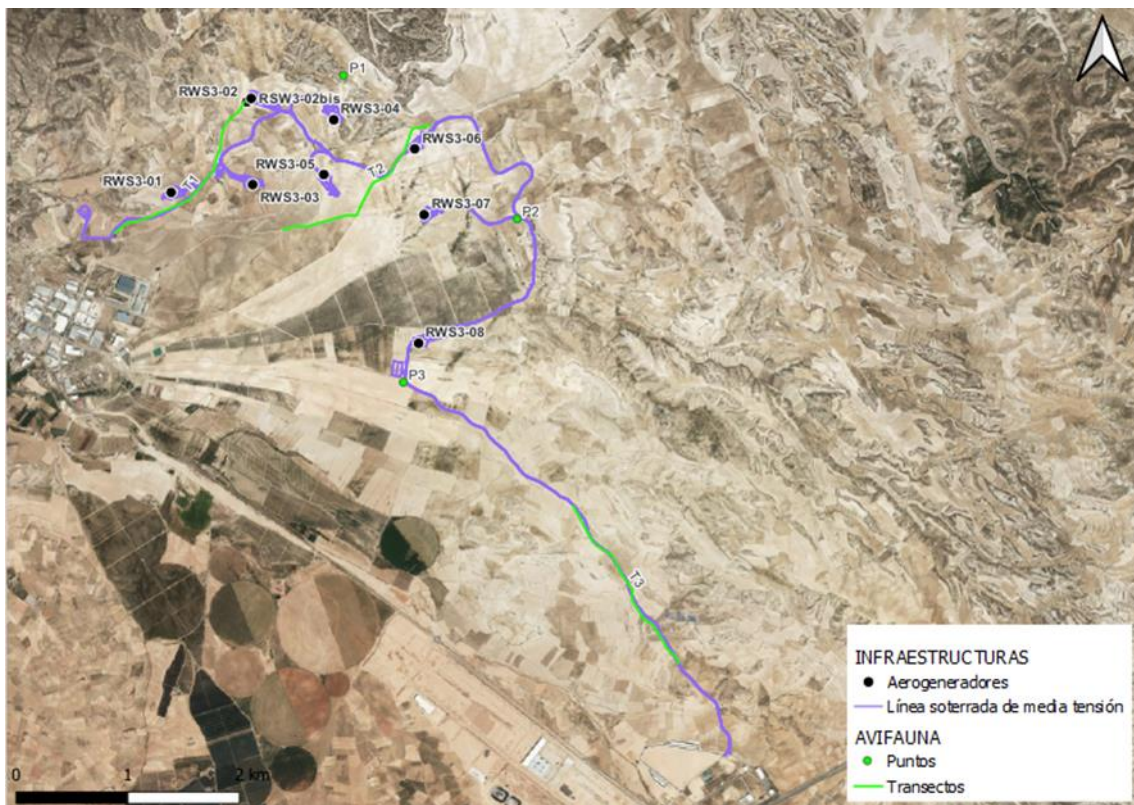 P1
RWS3-02
RSW3-02bis
RWS3-04
RWS3-06
T2
RWS3-05
RWS3-01
T1
RWS3-03
RWS3-07
P2
RWS3-08
P3
T3
INFRAESTRUCTURAS
Aerogeneradores
Línea soterrada de media tensión
AVIFAUNA
Puntos
Transectos
0 1 2 km